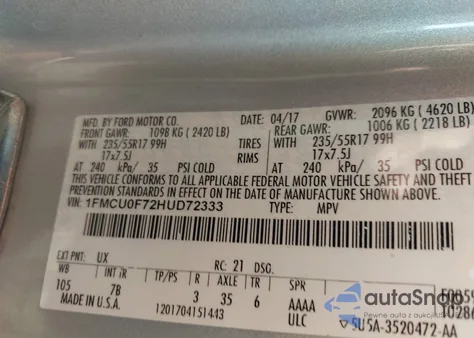 MFD. BY FORD MOTOR CO.
DATE: 04/17 GVWR: 2096 KG (4620 LB)
FRONT GAWR: 1098 KG (2420 LB) REAR GAWR: 1006 KG (2218 LB)
WITH 235/55R17 99H TIRES WITH 235/55R17 99H
17x7.5J RIMS 17x7.5J
AT 240 kPa/ 35 PSI COLD AT 240 kPa/ 35 PSI COLD
THIS VEHICLE CONFORMS TO ALL APPLICABLE FEDERAL MOTOR VEHICLE SAFETY AND THEFT
PREVENTION STANDARDS IN EFFECT ON THE DATE OF MANUFACTURE SHOWN ABOVE.
VIN: 1FMCU0F72HUD72333 TYPE: MPV
EXT PNT: UX RC: 21 DSO:
WB INT TR TP/PS R AXLE TR SPR
105 7B 3 35 6 AAAA
MADE IN U.S.A. ULC
1201704151443
5U5A-3520472-AA
autoSnap
Pewne auta z aukcji